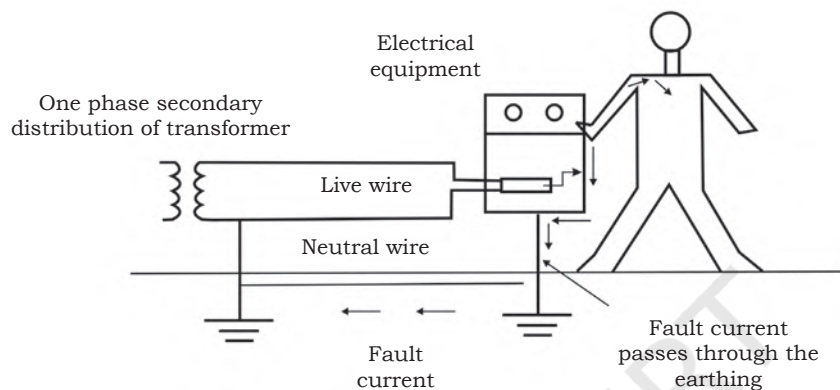 Electrical
equipment
One phase secondary
distribution of transformer
Live wire
Neutral wire
Fault
current
Fault current
passes through the
earthing